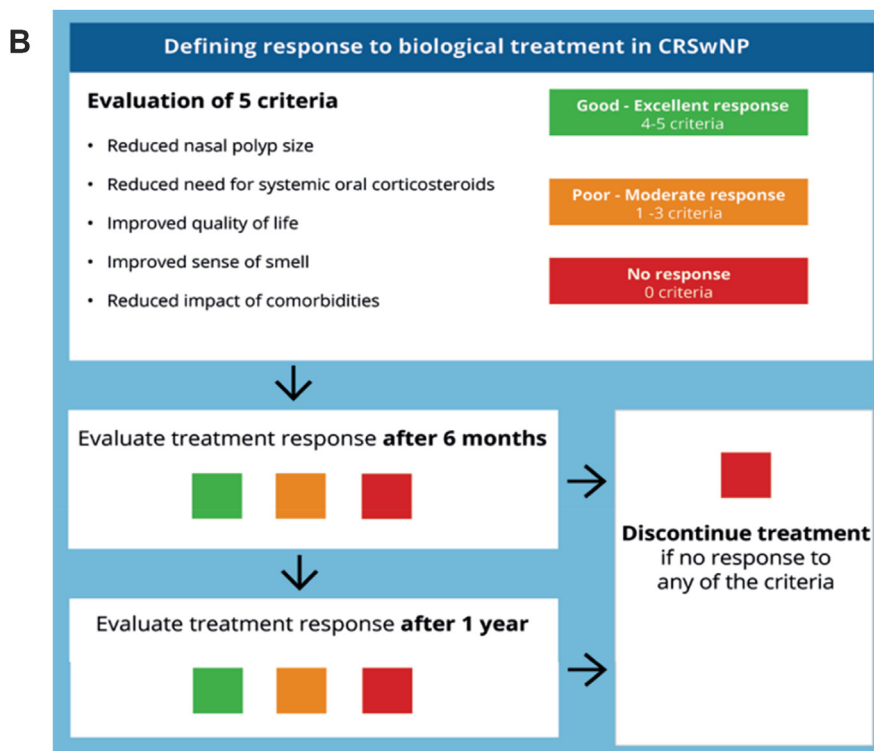 B
Defining response to biological treatment in CRSwNP
Evaluation of 5 criteria
• Reduced nasal polyp size
• Reduced need for systemic oral corticosteroids
• Improved quality of life
• Improved sense of smell
• Reduced impact of comorbidities
Good - Excellent response
4-5 criteria
Poor - Moderate response
1 -3 criteria
No response
0 criteria
Evaluate treatment response after 6 months
Discontinue treatment
if no response to
any of the criteria
Evaluate treatment response after 1 year